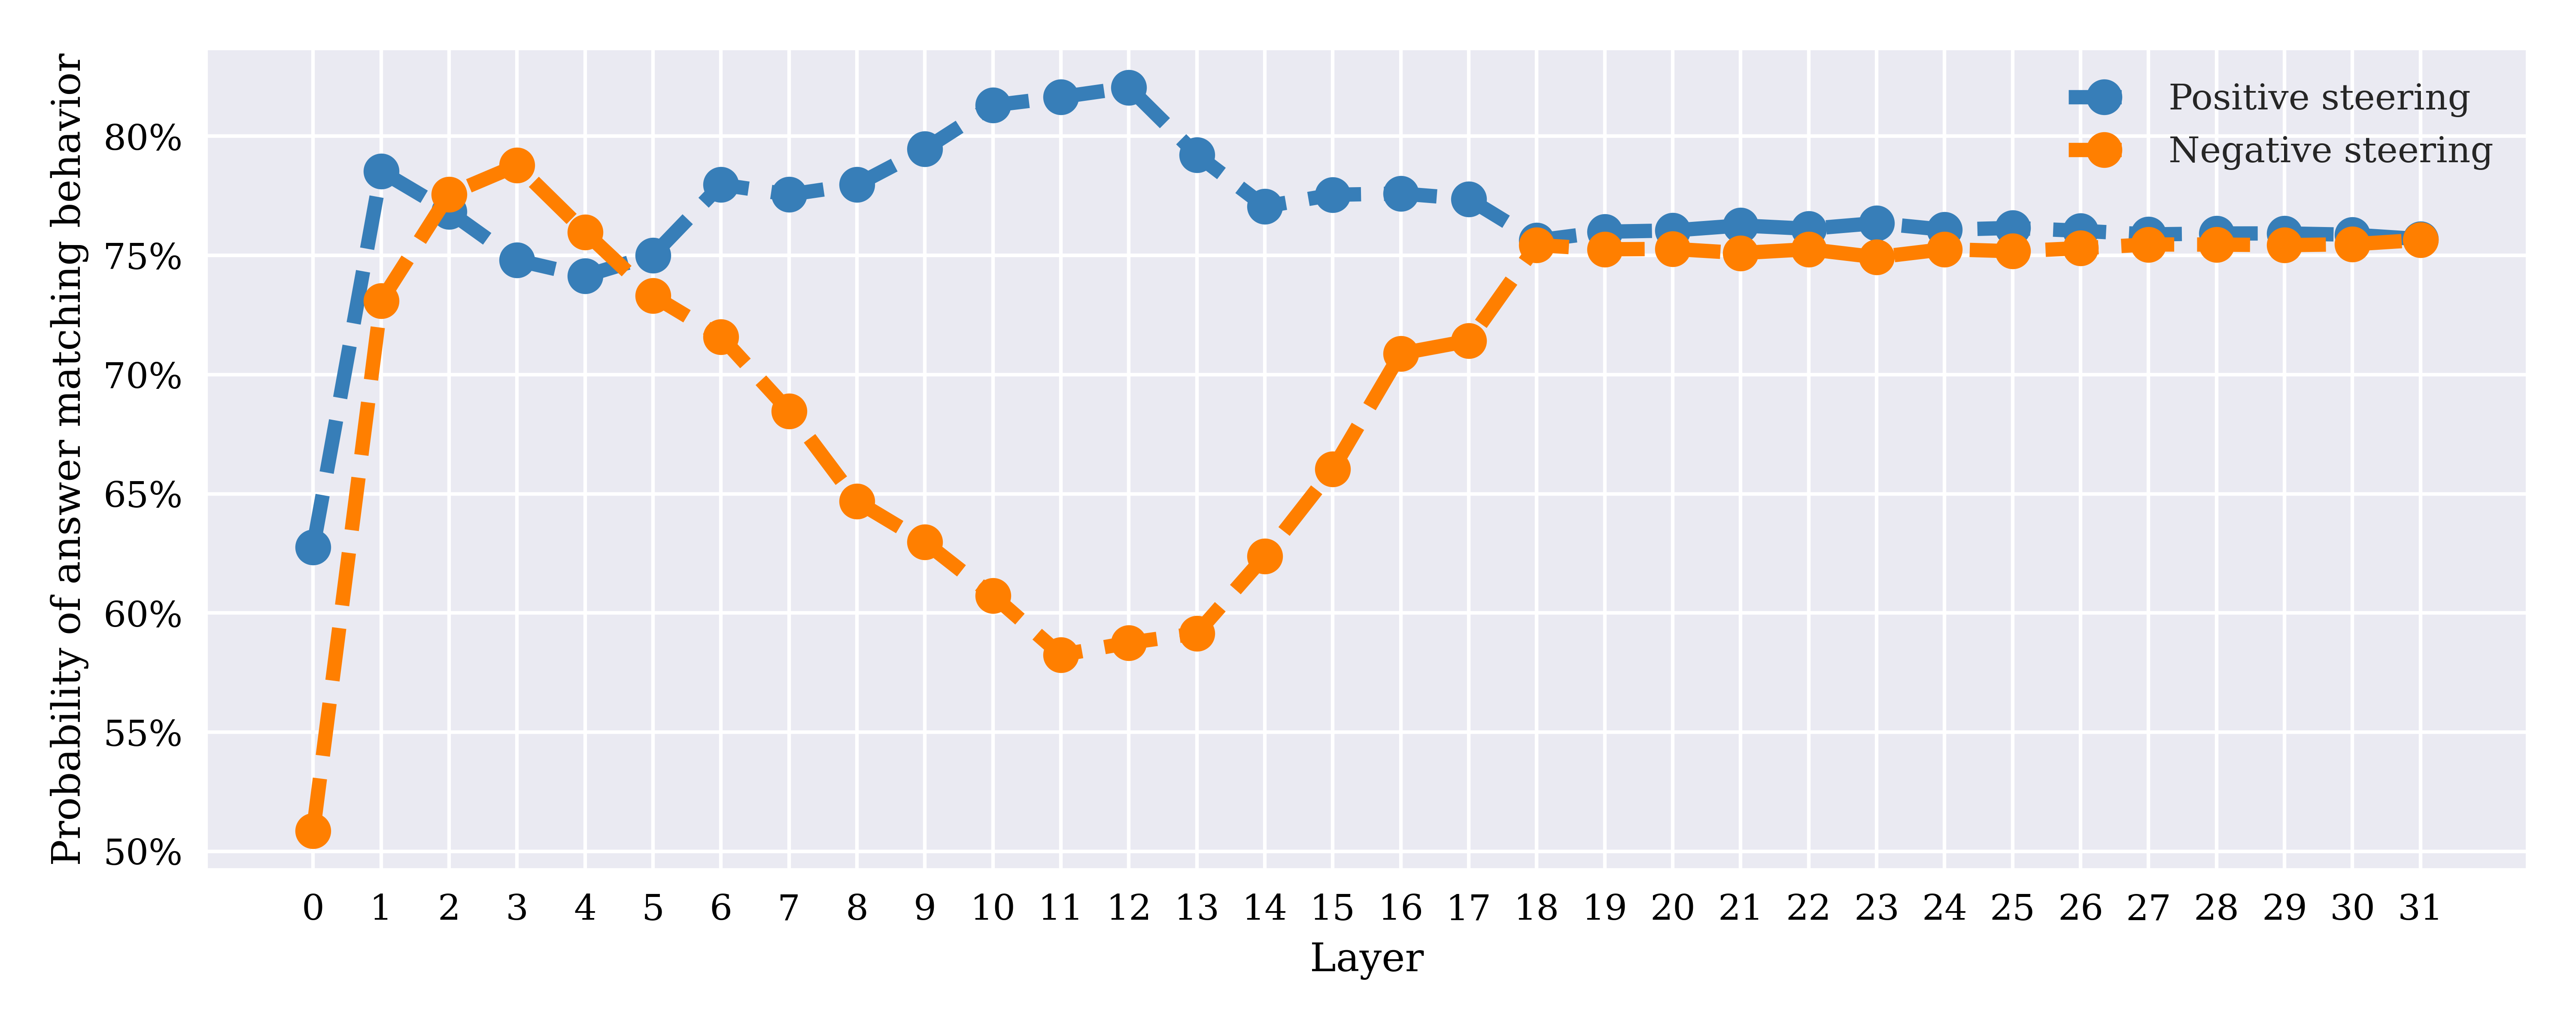 Probability of answer matching behavior
80%
75%
70%
65%
60%
55%
50%
Positive steering
Negative steering
0 1 2 3 4 5 6 7 8 9 10 11 12 13 14 15 16 17 18 19 20 21 22 23 24 25 26 27 28 29 30 31
Layer